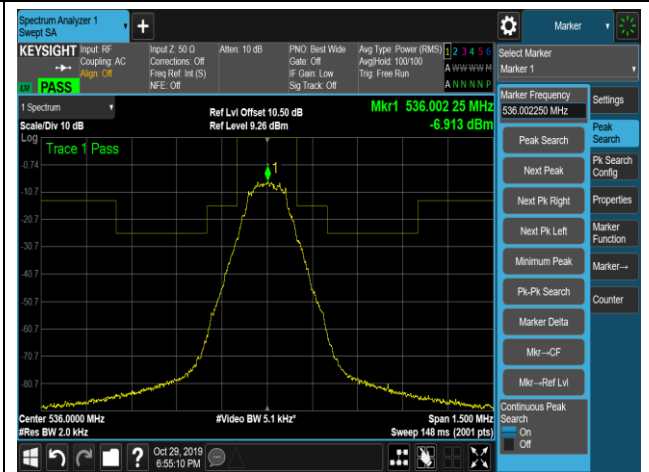 Spectrum Analyzer 1
Swept SA
+
Marker
KEYSIGHT
Input: RF
Coupling: AC
Align: Off
Input Z: 50 Ω
Corrections: Off
Freq Ref: Int (S)
NFE: Off
Atten: 10 dB
PNO: Best Wide
Gate: Off
IF Gain: Low
Sig Track: Off
Avg Type: Power (RMS)
Avg|Hold: 100/100
Trig: Free Run
1 2 3 4 5 6
A W W W W M
A N N N N P
LXI PASS
Select Marker
Marker 1
1 Spectrum
Scale/Div 10 dB
Ref Lvl Offset 10.50 dB
Ref Level 9.26 dBm
Mkr1 536.002 25 MHz
-6.913 dBm
Log
Trace 1 Pass
1
-0.74
-10.7
-20.7
-30.7
-40.7
-50.7
-60.7
-70.7
-80.7
Center 536.0000 MHz
#Res BW 2.0 kHz
#Video BW 5.1 kHz*
Span 1.500 MHz
Sweep 148 ms (2001 pts)
Marker Frequency
536.002250 MHz
Peak Search
Next Peak
Next Pk Right
Next Pk Left
Minimum Peak
Pk-Pk Search
Marker Delta
Mkr→CF
Mkr→Ref Lvl
Continuous Peak
Search
On
Off
Settings
Peak
Search
Pk Search
Config
Properties
Marker
Function
Marker→
Counter
?
Oct 29, 2019
6:55:10 PM